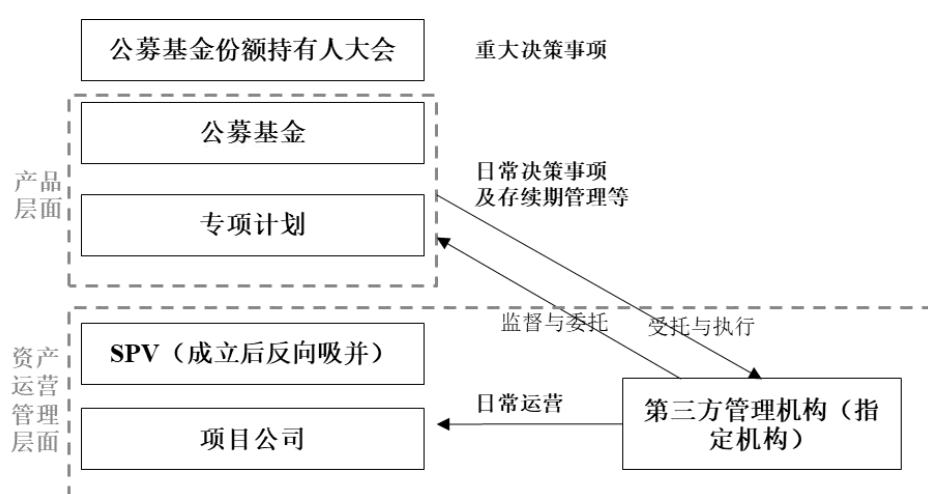 公募基金份额持有人大会
重大决策事项
公募基金
产品
层面
日常决策事项
及存续期管理等
专项计划
监督与委托
受托与执行
SPV（成立后反向吸并）
资产
运营
管理
层面
日常运营
第三方管理机构（指
定机构）
项目公司